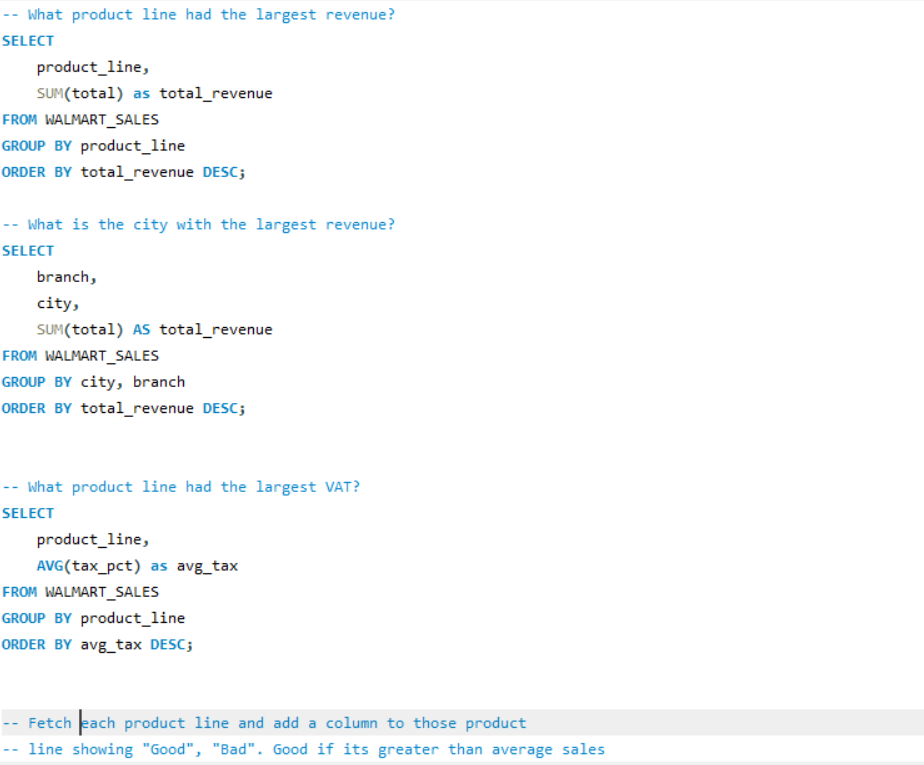 -- What product line had the largest revenue?
SELECT
    product_line,
    SUM(total) as total_revenue
FROM WALMART_SALES
GROUP BY product_line
ORDER BY total_revenue DESC;
-- What is the city with the largest revenue?
SELECT
    branch,
    city,
    SUM(total) AS total_revenue
FROM WALMART_SALES
GROUP BY city, branch
ORDER BY total_revenue DESC;
-- What product line had the largest VAT?
SELECT
    product_line,
    AVG(tax_pct) as avg_tax
FROM WALMART_SALES
GROUP BY product_line
ORDER BY avg_tax DESC;
-- Fetch each product line and add a column to those product
-- line showing "Good", "Bad". Good if its greater than average sales